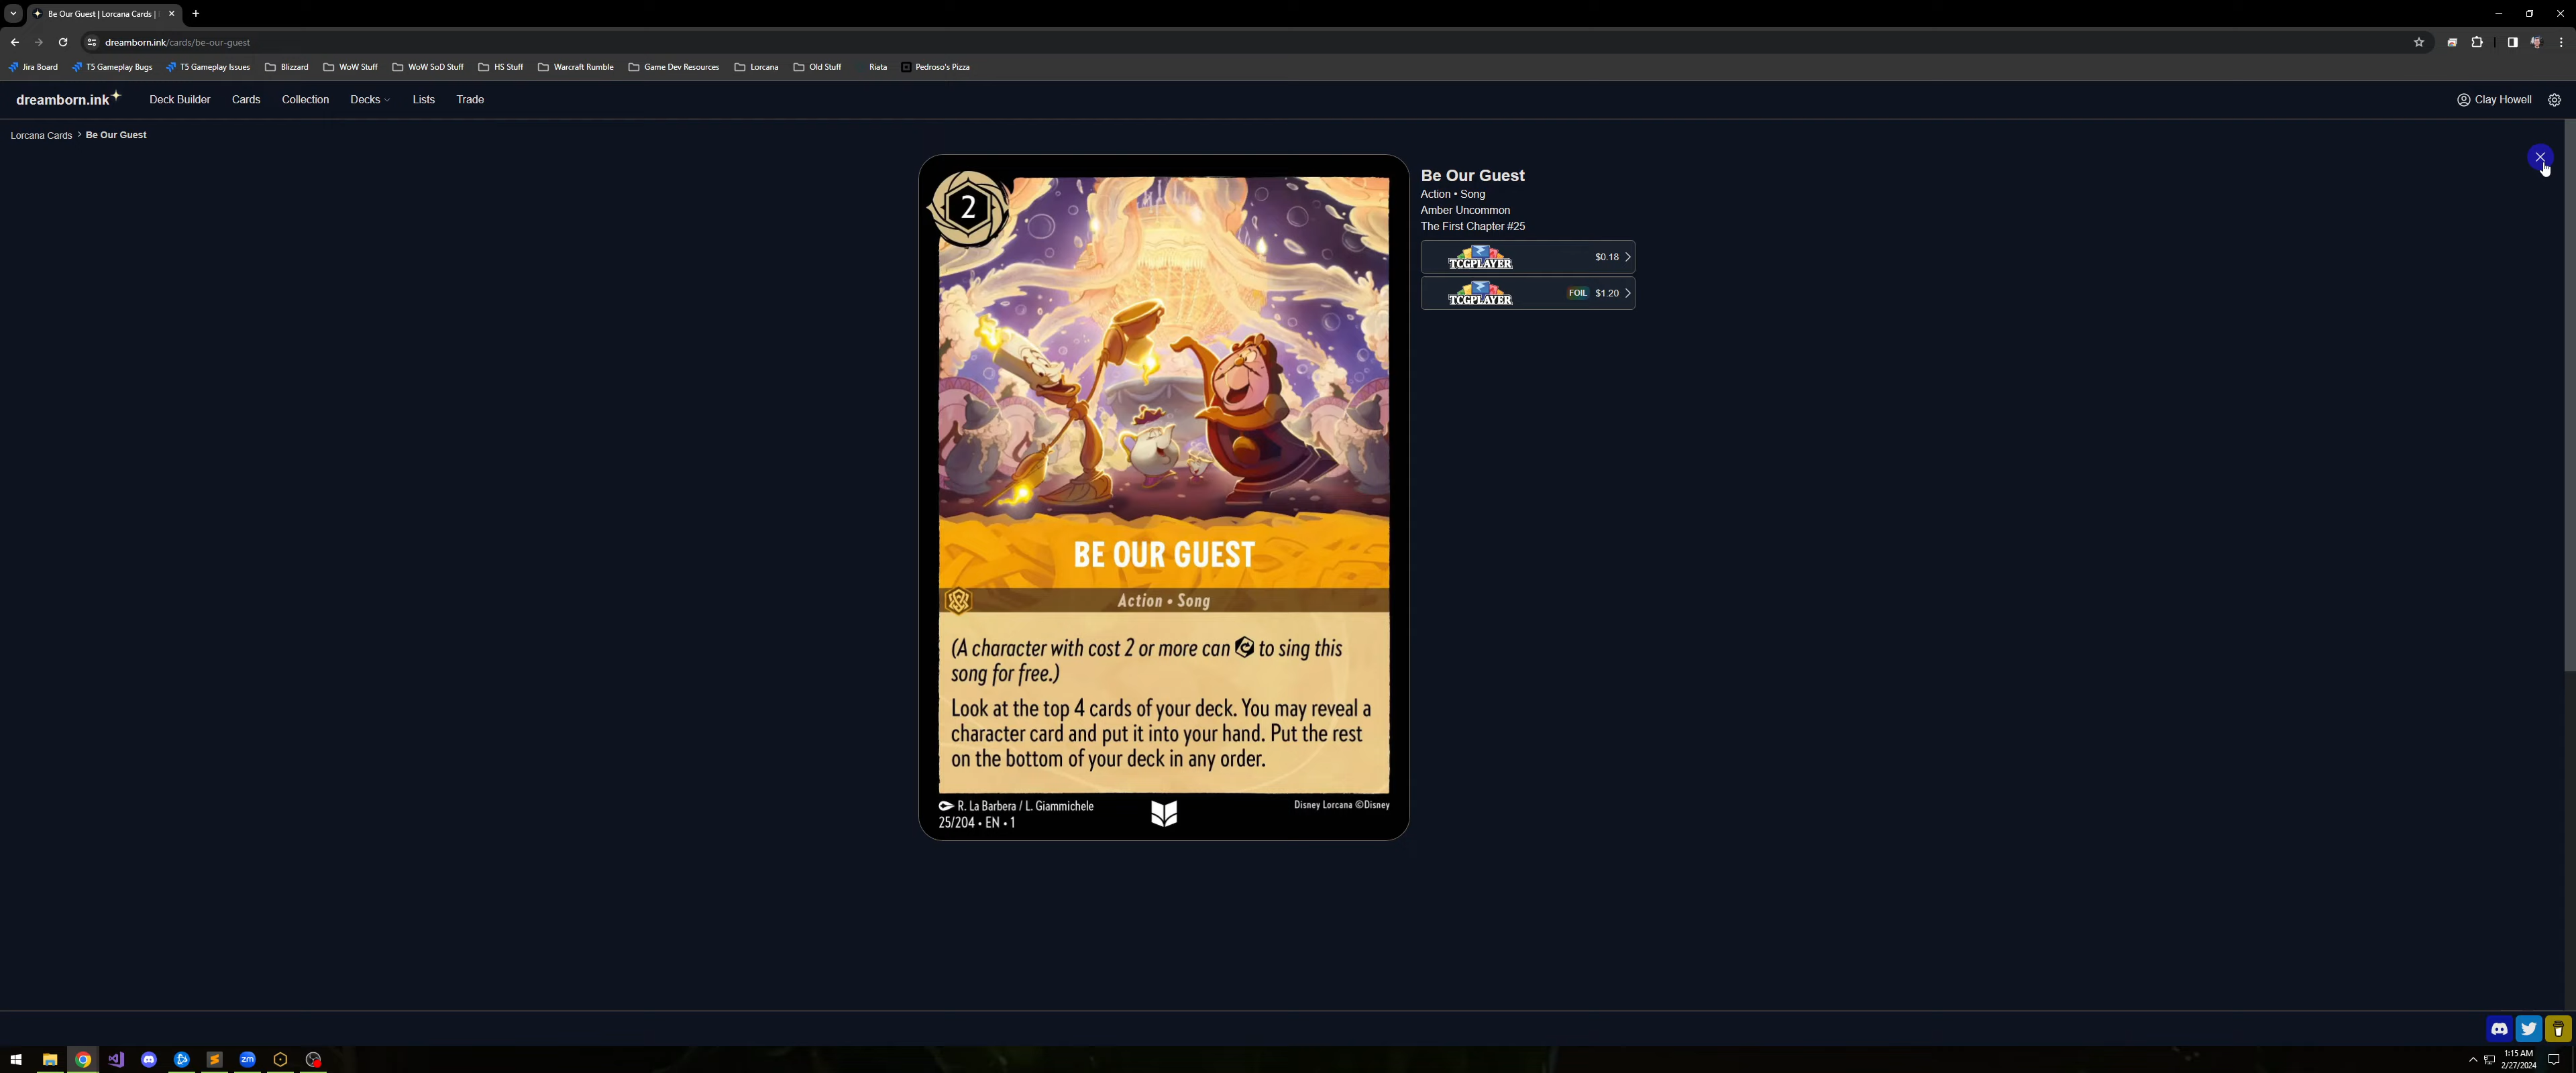 Be Our Guest | Lorcana Cards |
dreamborn.ink/cards/be-our-guest
Jira Board T5 Gameplay Bugs T5 Gameplay Issues Blizzard WoW Stuff WoW SoD Stuff HS Stuff Warcraft Rumble Game Dev Resources Lorcana Old Stuff Riata Pedroso's Pizza
dreamborn.ink Deck Builder Cards Collection Decks Lists Trade Clay Howell
Lorcana Cards > Be Our Guest
2
BE OUR GUEST
Action • Song
(A character with cost 2 or more can to sing this
song for free.)
Look at the top 4 cards of your deck. You may reveal a
character card and put it into your hand. Put the rest
on the bottom of your deck in any order.
R. La Barbera / L. Giammichele
25/204 • EN • 1
Disney Lorcana ©Disney
Be Our Guest
Action • Song
Amber Uncommon
The First Chapter #25
TCGPLAYER $0.18
TCGPLAYER FOIL $1.20
zm
1:15 AM
2/27/2024